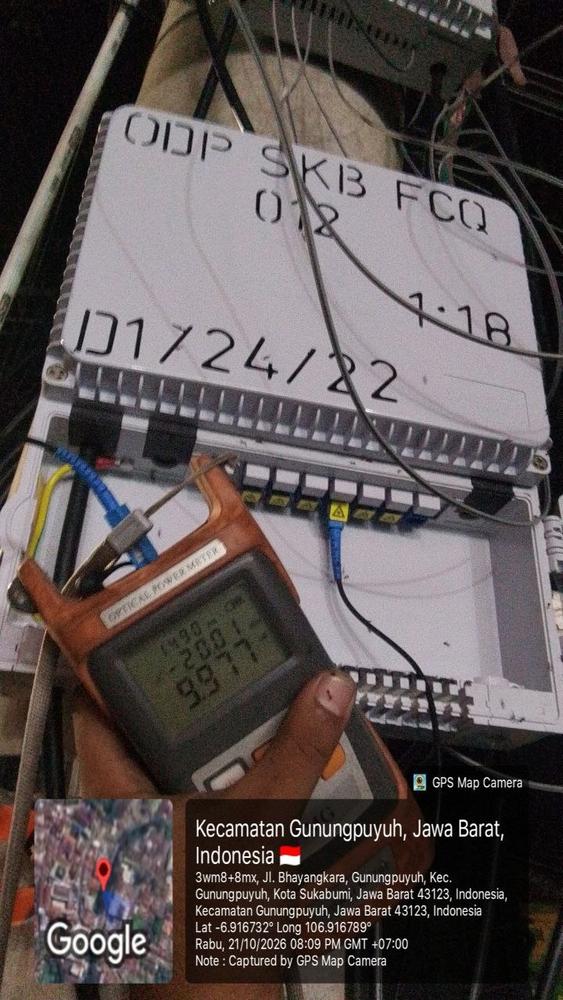 ODP SKB FCQ
012
1:18
D1/24/22
OPTICAL POWER METER
1490
-20.01
9.977
GPS Map Camera
Kecamatan Gunungpuyuh, Jawa Barat,
Indonesia
3wm8+8mx, Jl. Bhayangkara, Gunungpuyuh, Kec.
Gunungpuyuh, Kota Sukabumi, Jawa Barat 43123, Indonesia,
Kecamatan Gunungpuyuh, Jawa Barat 43123, Indonesia
Lat -6.916732° Long 106.916789°
Rabu, 21/10/2026 08:09 PM GMT +07:00
Note : Captured by GPS Map Camera
Google